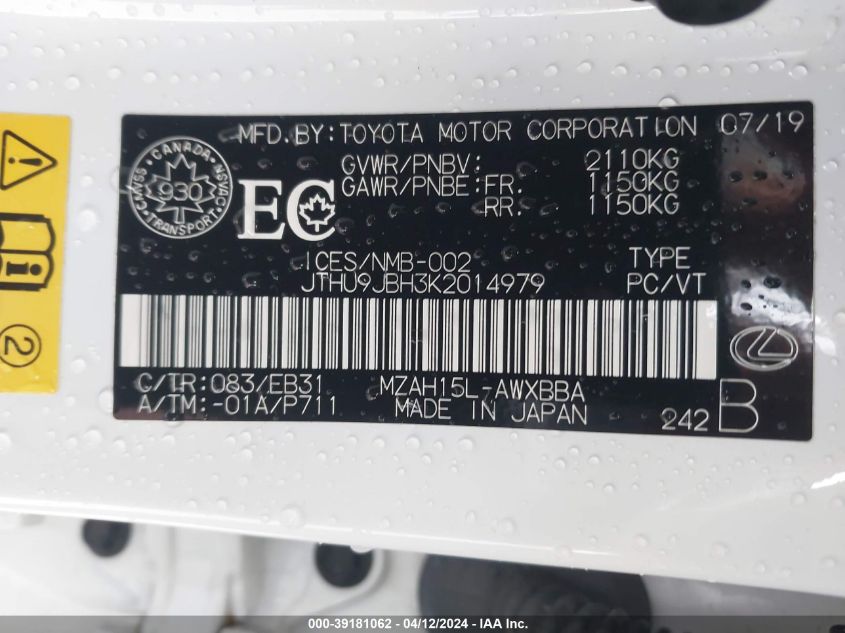 MFD.BY: TOYOTA MOTOR CORPORATION 07/19
GVWR/PNBV: 2110KG
GAWR/PNBE: FR. 1150KG
RR. 1150KG
CANADA
930
TRANSPORT
EC
ICES/NMB-002 TYPE
JTHU9JBH3K2014979 PC/VT
C/TR: 083/EB31 MZAH15L-AWXBBA
A/TM: -01A/P711 MADE IN JAPAN 242 B
2
000-39181062 - 04/12/2024 - IAA Inc.